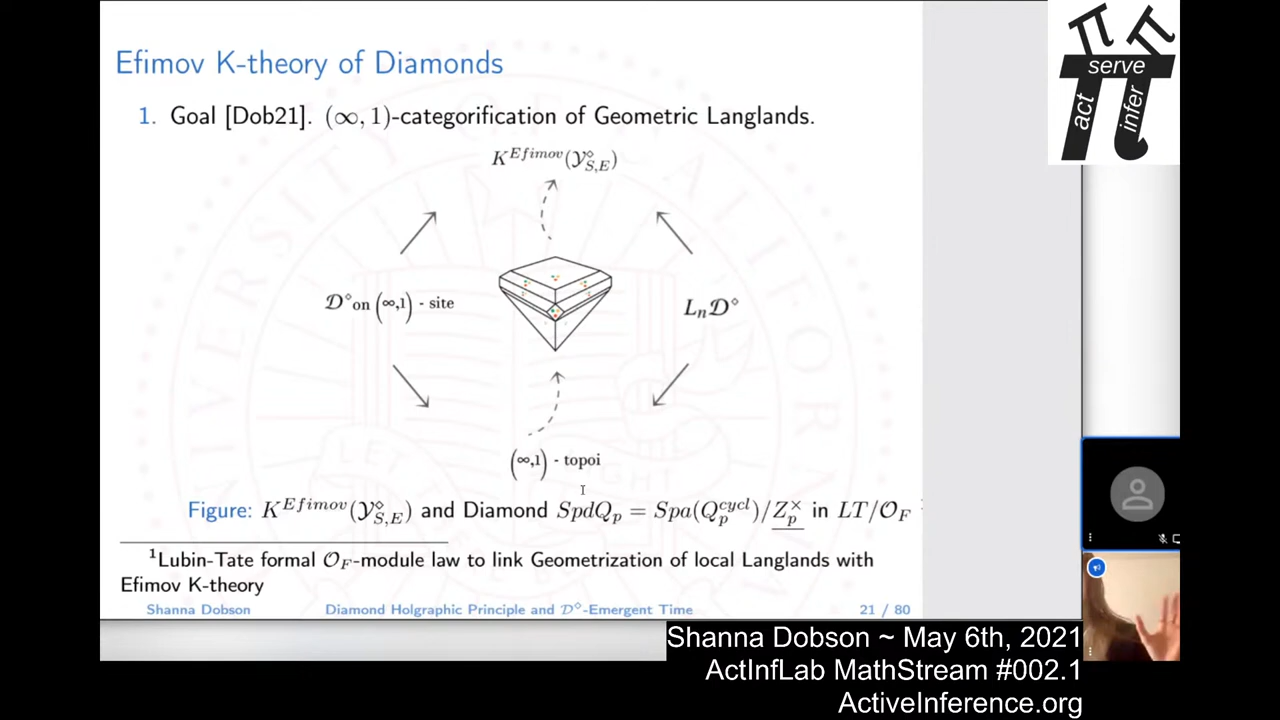 Efimov K-theory of Diamonds
1. Goal [Dob21]. (∞, 1)-categorification of Geometric Langlands.
K^{Efimov}(𝒴^⋄_{S,E})
𝒟^⋄ on (∞,1) - site
L_n𝒟^⋄
(∞,1) - topoi
Figure: K^{Efimov}(𝒴^⋄_{S,E}) and Diamond SpdQ_p = Spa(Q_p^{cycl})/Z_p^× in LT/𝒪_F
¹Lubin-Tate formal 𝒪_F-module law to link Geometrization of local Langlands with
Efimov K-theory
Shanna Dobson Diamond Holgraphic Principle and 𝒟^⋄-Emergent Time 21 / 80
serve
act
infer
Shanna Dobson ~ May 6th, 2021
ActInfLab MathStream #002.1
ActiveInference.org